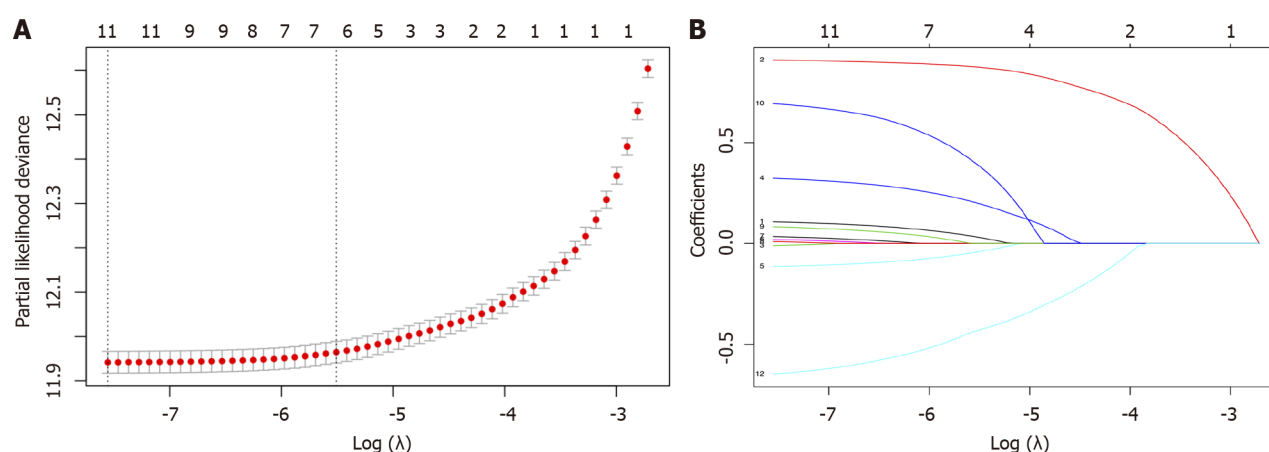 A
11 11 9 9 8 7 7 6 5 3 3 2 2 1 1 1 1
Partial likelihood deviance
12.5
12.3
12.1
11.9
-7 -6 -5 -4 -3
Log (λ)
B
11 7 4 2 1
Coefficients
0.5
0.0
-0.5
2
10
4
1
9
7
3
5
12
-7 -6 -5 -4 -3
Log (λ)